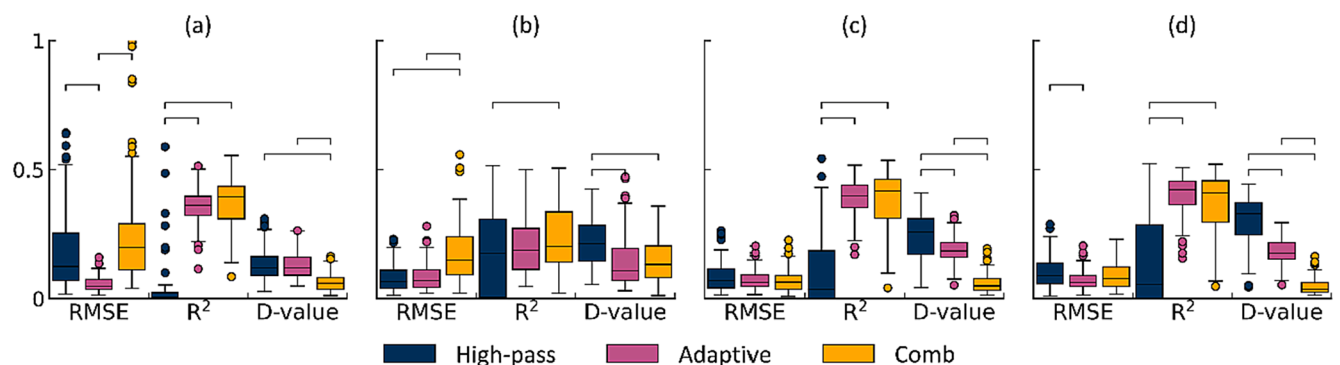 (a) (b) (c) (d)
1
0.5
0
RMSE R² D-value RMSE R² D-value RMSE R² D-value RMSE R² D-value
High-pass Adaptive Comb